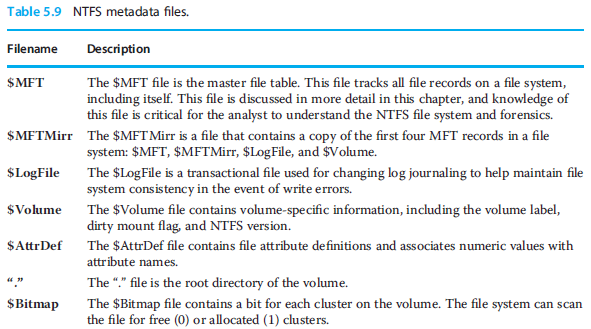 Table 5.9 NTFS metadata files.
Filename Description
$MFT The $MFT file is the master file table. This file tracks all file records on a file system,
including itself. This file is discussed in more detail in this chapter, and knowledge of
this file is critical for the analyst to understand the NTFS file system and forensics.
$MFTMirr The $MFTMirr is a file that contains a copy of the first four MFT records in a file
system: $MFT, $MFTMirr, $LogFile, and $Volume.
$LogFile The $LogFile is a transactional file used for changing log journaling to help maintain file
system consistency in the event of write errors.
$Volume The $Volume file contains volume-specific information, including the volume label,
dirty mount flag, and NTFS version.
$AttrDef The $AttrDef file contains file attribute definitions and associates numeric values with
attribute names.
“.” The “.” file is the root directory of the volume.
$Bitmap The $Bitmap file contains a bit for each cluster on the volume. The file system can scan
the file for free (0) or allocated (1) clusters.